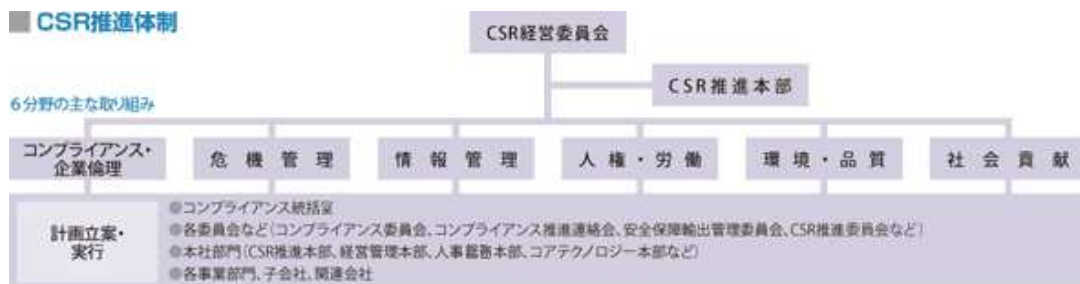 CSR推進体制
CSR経営委員会
CSR推進本部
6分野の主な取り組み
コンプライアンス・
企業倫理
危機管理
情報管理
人権・労働
環境・品質
社会貢献
計画立案・
実行
●コンプライアンス統括室
●各委員会など(コンプライアンス委員会、コンプライアンス推進連絡会、安全保障輸出管理委員会、CSR推進委員会など)
●本社部門(CSR推進本部、経営管理本部、人事総務本部、コアテクノロジー本部など)
●各事業部門、子会社、関連会社